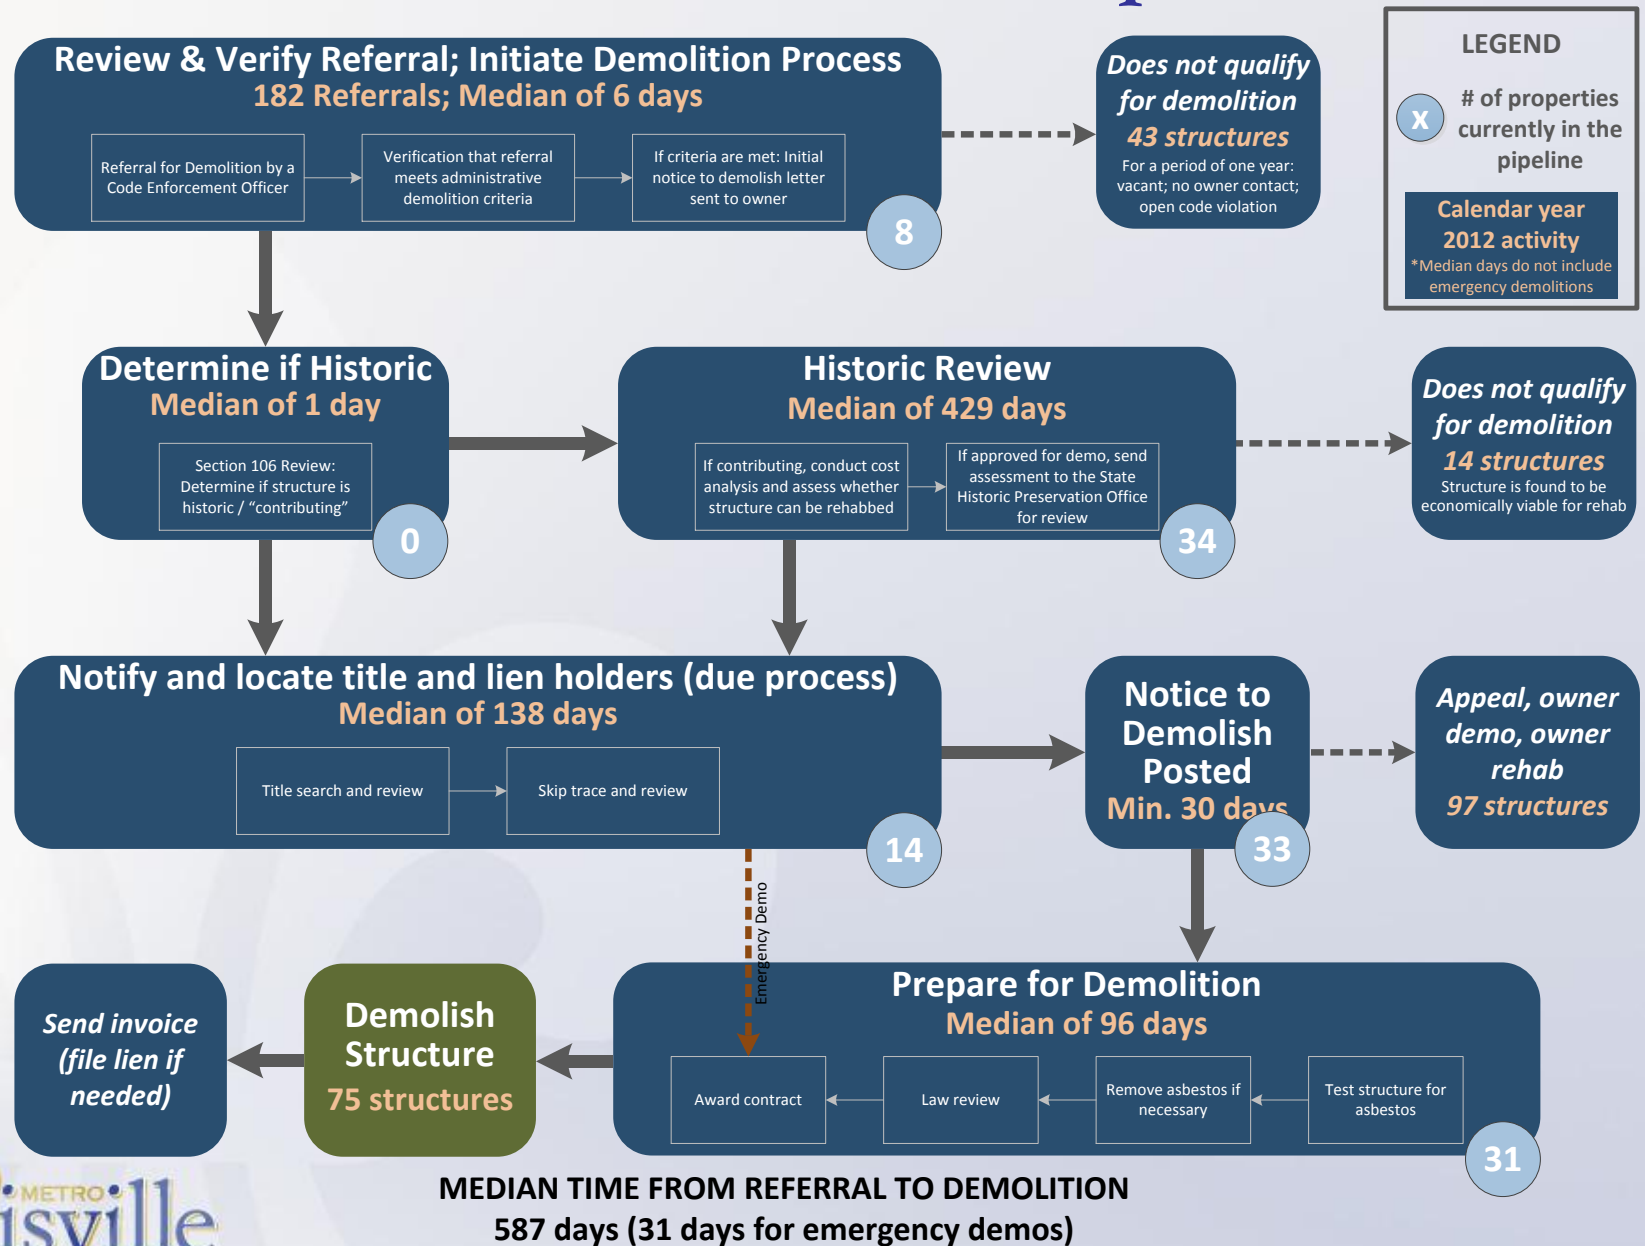 Review & Verify Referral; Initiate Demolition Process
182 Referrals; Median of 6 days
Referral for Demolition by a
Code Enforcement Officer
Verification that referral
meets administrative
demolition criteria
If criteria are met: Initial
notice to demolish letter
sent to owner
8
Does not qualify
for demolition
43 structures
For a period of one year:
vacant; no owner contact;
open code violation
LEGEND
X
# of properties
currently in the
pipeline
Calendar year
2012 activity
*Median days do not include
emergency demolitions
Determine if Historic
Median of 1 day
Section 106 Review:
Determine if structure is
historic / “contributing”
0
Historic Review
Median of 429 days
If contributing, conduct cost
analysis and assess whether
structure can be rehabbed
If approved for demo, send
assessment to the State
Historic Preservation Office
for review
34
Does not qualify
for demolition
14 structures
Structure is found to be
economically viable for rehab
Notify and locate title and lien holders (due process)
Median of 138 days
Title search and review
Skip trace and review
14
Notice to
Demolish
Posted
Min. 30 days
33
Appeal, owner
demo, owner
rehab
97 structures
Emergency Demo
Send invoice
(file lien if
needed)
Demolish
Structure
75 structures
Prepare for Demolition
Median of 96 days
Award contract
Law review
Remove asbestos if
necessary
Test structure for
asbestos
31
METRO
isville
MEDIAN TIME FROM REFERRAL TO DEMOLITION
587 days (31 days for emergency demos)